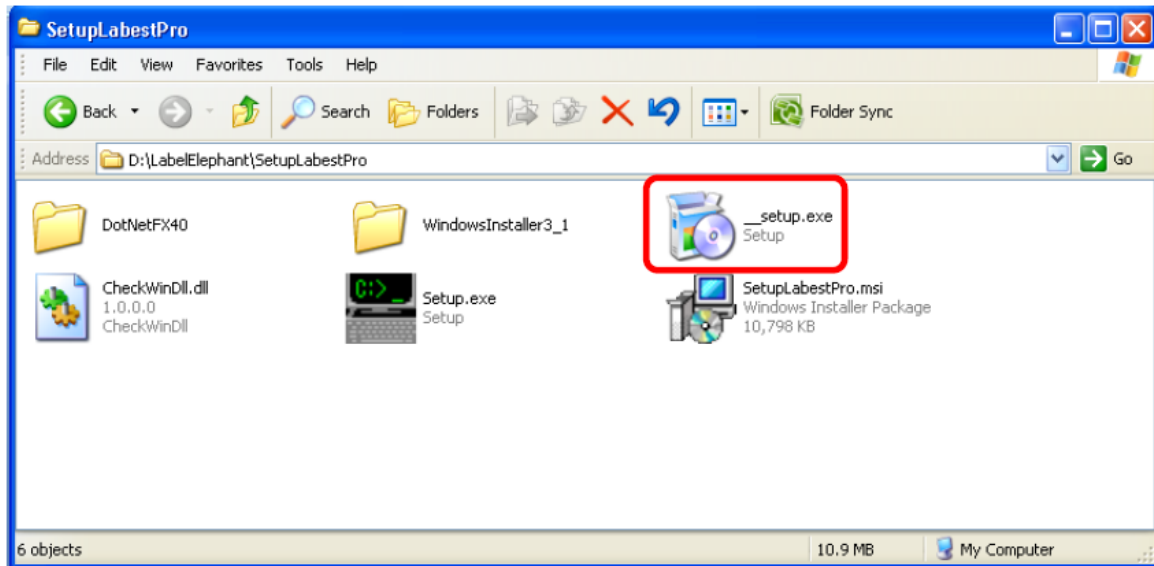 SetupLabestPro
File Edit View Favorites Tools Help
Back Search Folders Folder Sync
Address D:\LabelElephant\SetupLabestPro Go
DotNetFX40
WindowsInstaller3_1
__setup.exe
Setup
CheckWinDll.dll
1.0.0.0
CheckWinDll
C:\>_
Setup.exe
Setup
SetupLabestPro.msi
Windows Installer Package
10,798 KB
6 objects 10.9 MB My Computer